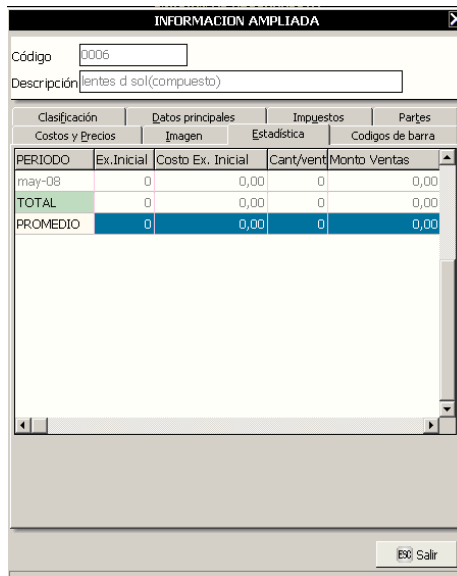 INFORMACION AMPLIADA
Código 0006
Descripción lentes d sol(compuesto)
Clasificación Datos principales Impuestos Partes
Costos y Precios Imagen Estadística Codigos de barra
PERIODO Ex.Inicial Costo Ex. Inicial Cant/vent Monto Ventas
may-08 0 0,00 0 0,00
TOTAL 0 0,00 0 0,00
PROMEDIO 0 0,00 0 0,00
ESC Salir